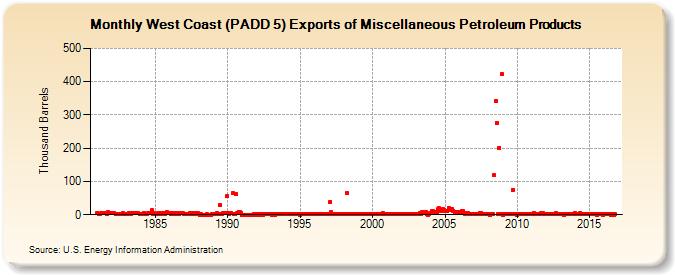 Monthly West Coast (PADD 5) Exports of Miscellaneous Petroleum Products
Thousand Barrels
500
400
300
200
100
0
1985 1990 1995 2000 2005 2010 2015
Source: U.S. Energy Information Administration